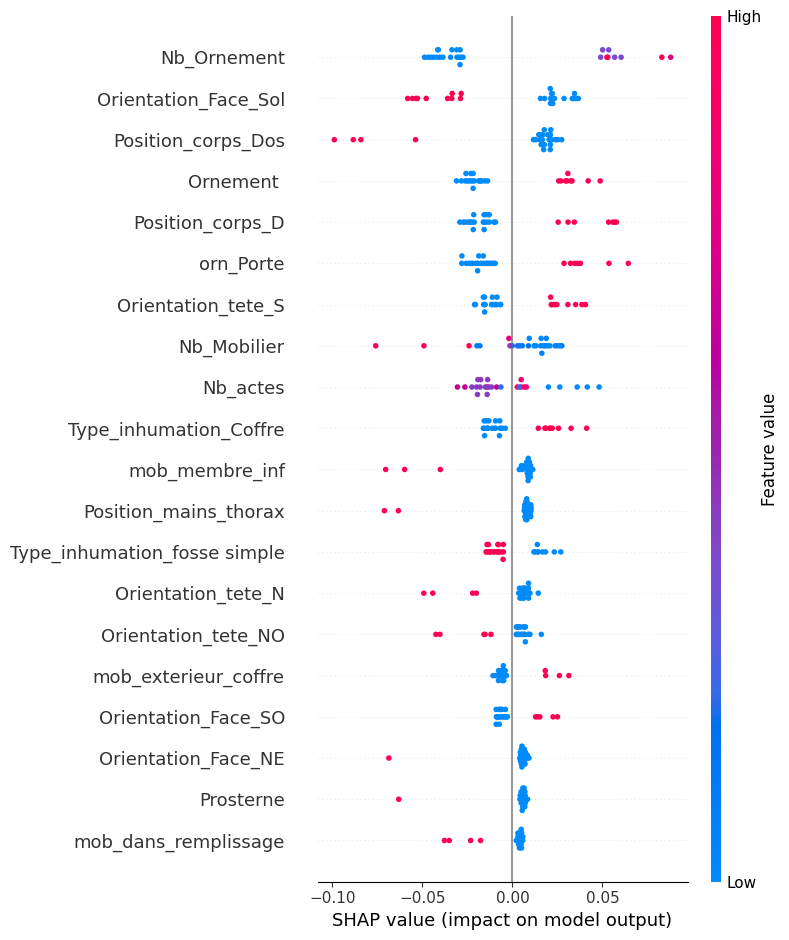 High
Nb_Ornement
Orientation_Face_Sol
Position_corps_Dos
Ornement
Position_corps_D
orn_Porte
Orientation_tete_S
Nb_Mobilier
Nb_actes
Type_inhumation_Coffre
mob_membre_inf
Position_mains_thorax
Type_inhumation_fosse simple
Orientation_tete_N
Orientation_tete_NO
mob_exterieur_coffre
Orientation_Face_SO
Orientation_Face_NE
Prosterne
mob_dans_remplissage
Feature value
Low
−0.10 −0.05 0.00 0.05
SHAP value (impact on model output)